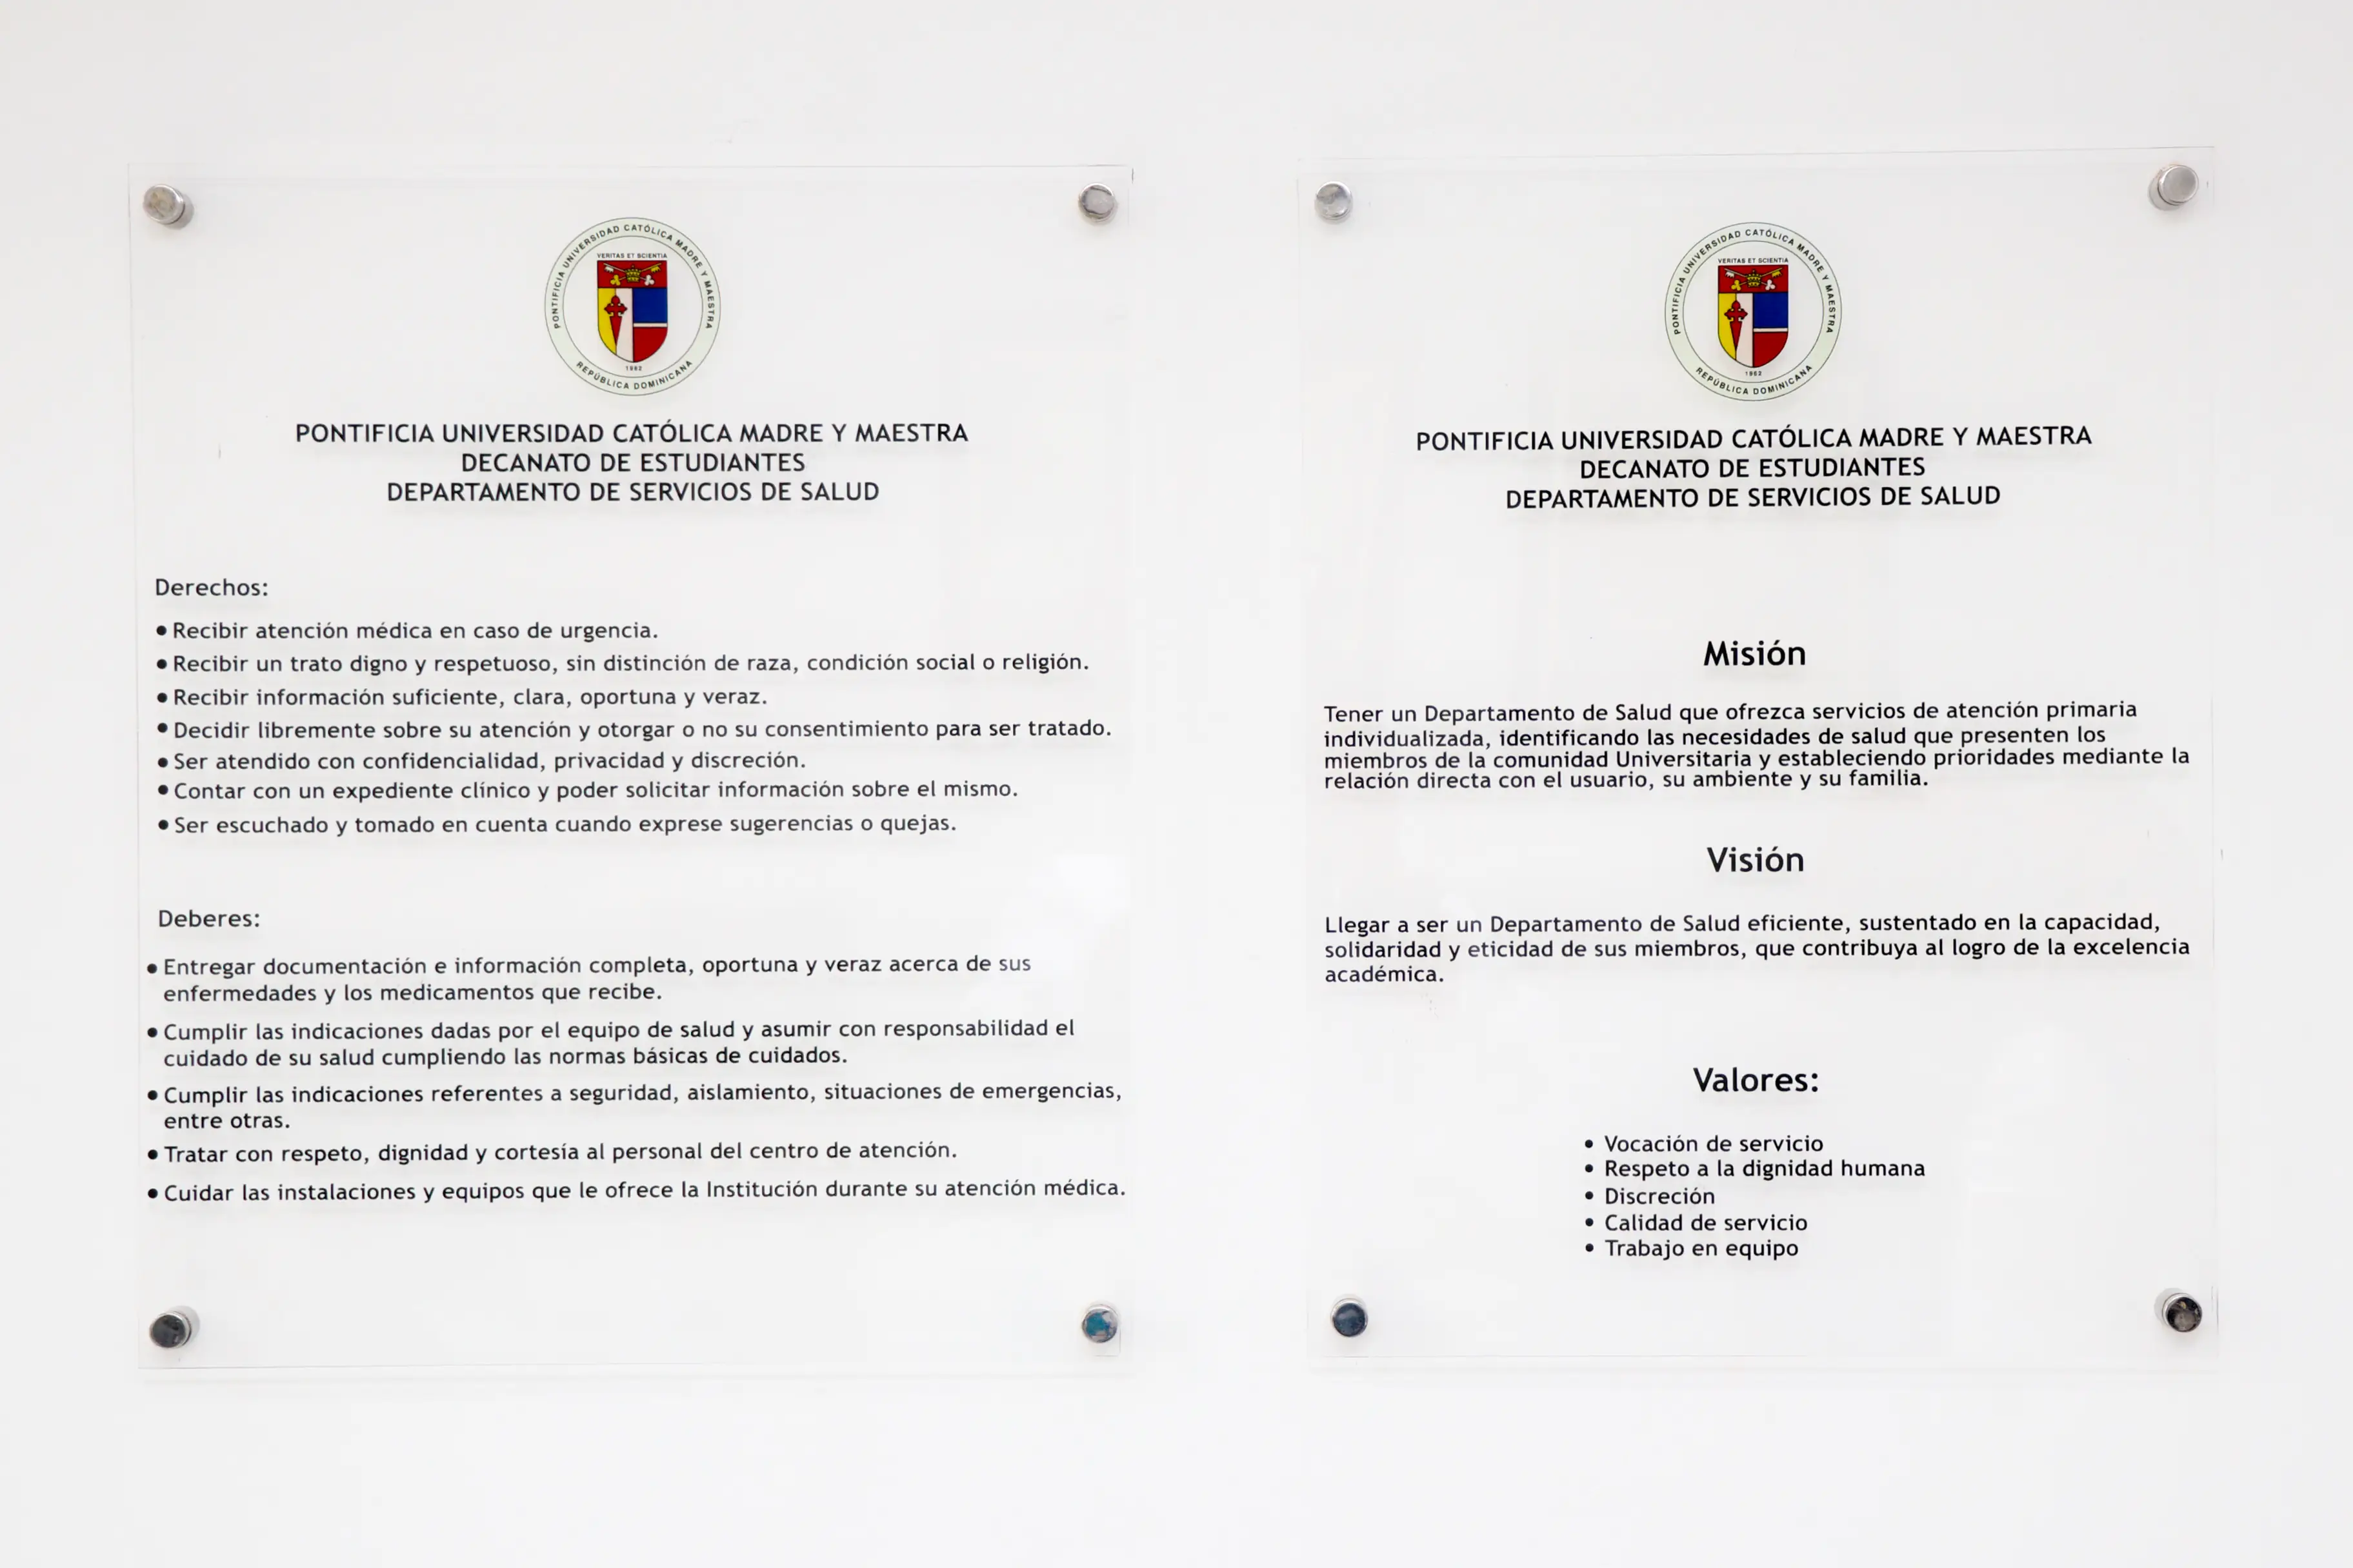 PONTIFICIA UNIVERSIDAD CATÓLICA MADRE Y MAESTRA
VERITAS ET SCIENTIA
1962
REPÚBLICA DOMINICANA
PONTIFICIA UNIVERSIDAD CATÓLICA MADRE Y MAESTRA
DECANATO DE ESTUDIANTES
DEPARTAMENTO DE SERVICIOS DE SALUD
Derechos:
• Recibir atención médica en caso de urgencia.
• Recibir un trato digno y respetuoso, sin distinción de raza, condición social o religión.
• Recibir información suficiente, clara, oportuna y veraz.
• Decidir libremente sobre su atención y otorgar o no su consentimiento para ser tratado.
• Ser atendido con confidencialidad, privacidad y discreción.
• Contar con un expediente clínico y poder solicitar información sobre el mismo.
• Ser escuchado y tomado en cuenta cuando exprese sugerencias o quejas.
Deberes:
• Entregar documentación e información completa, oportuna y veraz acerca de sus
enfermedades y los medicamentos que recibe.
• Cumplir las indicaciones dadas por el equipo de salud y asumir con responsabilidad el
cuidado de su salud cumpliendo las normas básicas de cuidados.
• Cumplir las indicaciones referentes a seguridad, aislamiento, situaciones de emergencias,
entre otras.
• Tratar con respeto, dignidad y cortesía al personal del centro de atención.
• Cuidar las instalaciones y equipos que le ofrece la Institución durante su atención médica.
PONTIFICIA UNIVERSIDAD CATÓLICA MADRE Y MAESTRA
VERITAS ET SCIENTIA
1962
REPÚBLICA DOMINICANA
PONTIFICIA UNIVERSIDAD CATÓLICA MADRE Y MAESTRA
DECANATO DE ESTUDIANTES
DEPARTAMENTO DE SERVICIOS DE SALUD
Misión
Tener un Departamento de Salud que ofrezca servicios de atención primaria
individualizada, identificando las necesidades de salud que presenten los
miembros de la comunidad Universitaria y estableciendo prioridades mediante la
relación directa con el usuario, su ambiente y su familia.
Visión
Llegar a ser un Departamento de Salud eficiente, sustentado en la capacidad,
solidaridad y eticidad de sus miembros, que contribuya al logro de la excelencia
académica.
Valores:
• Vocación de servicio
• Respeto a la dignidad humana
• Discreción
• Calidad de servicio
• Trabajo en equipo